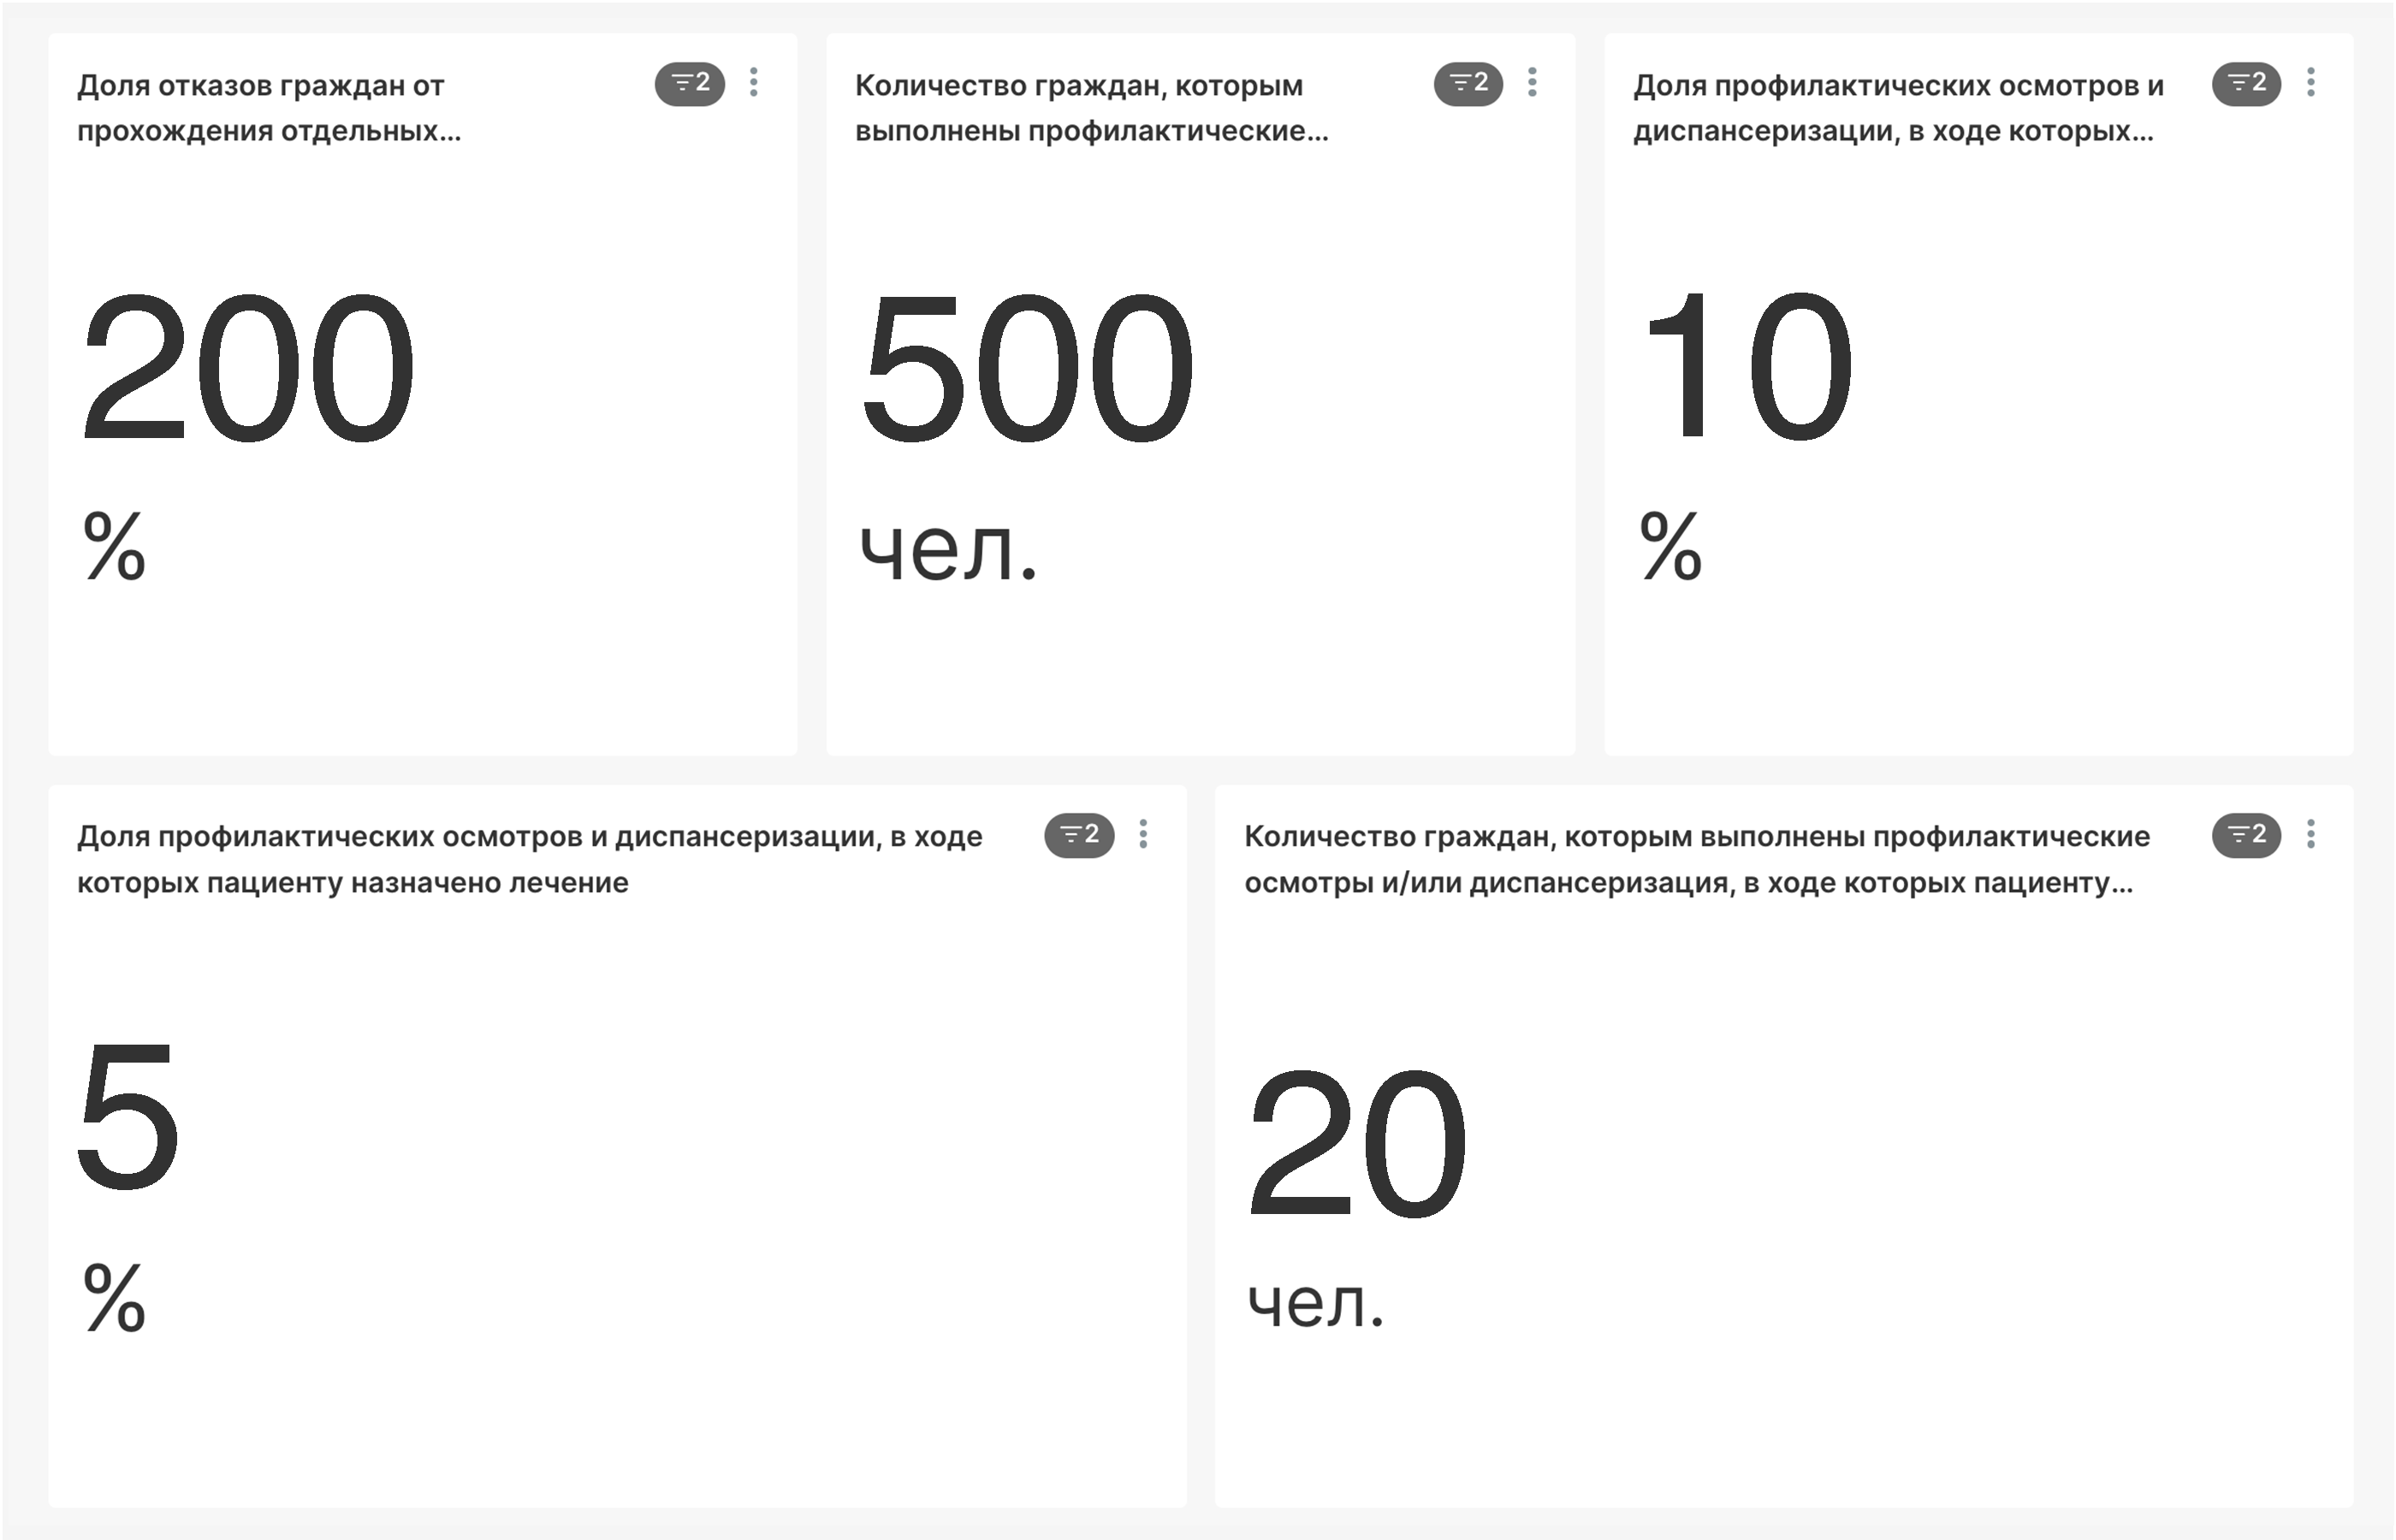 Доля отказов граждан от
прохождения отдельных...
2
200
%
Количество граждан, которым
выполнены профилактические...
2
500
чел.
Доля профилактических осмотров и
диспансеризации, в ходе которых...
2
10
%
Доля профилактических осмотров и диспансеризации, в ходе
которых пациенту назначено лечение
2
5
%
Количество граждан, которым выполнены профилактические
осмотры и/или диспансеризация, в ходе которых пациенту...
2
20
чел.